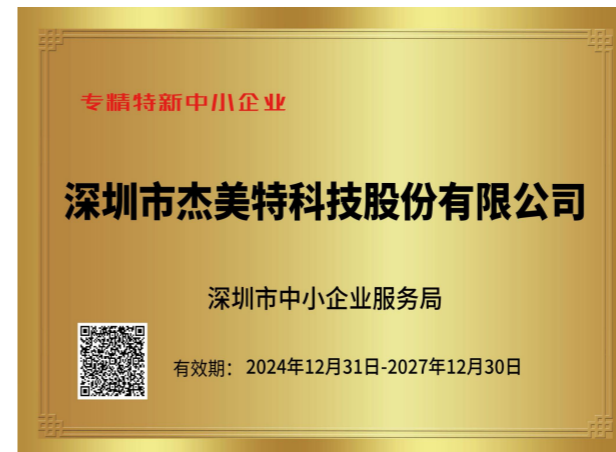 专精特新中小企业
深圳市杰美特科技股份有限公司
深圳市中小企业服务局
有效期： 2024年12月31日-2027年12月30日